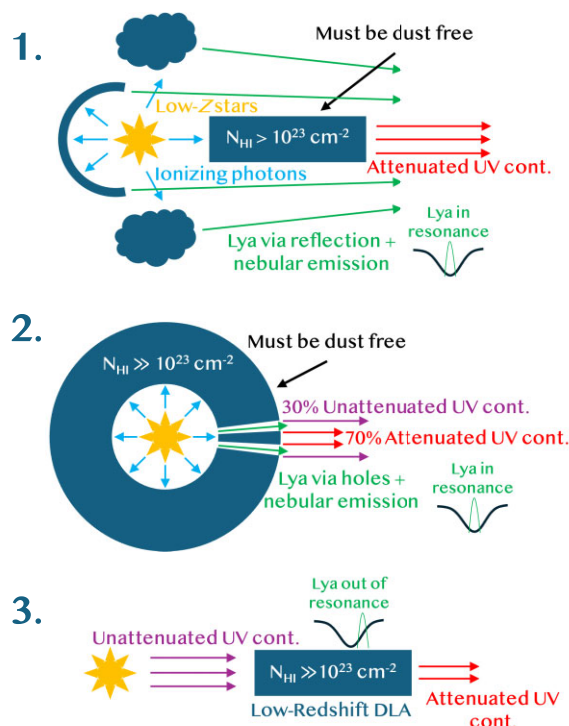 1.
Must be dust free
Low-Z stars
N_HI > 10^23 cm^-2
Attenuated UV cont.
Ionizing photons
Lya via reflection +
nebular emission
Lya in
resonance
2.
Must be dust free
N_HI ≫ 10^23 cm^-2
30% Unattenuated UV cont.
70% Attenuated UV cont.
Lya via holes +
nebular emission
Lya in
resonance
3.
Lya out of
resonance
Unattenuated UV cont.
N_HI ≫ 10^23 cm^-2
Low-Redshift DLA
Attenuated UV
cont.